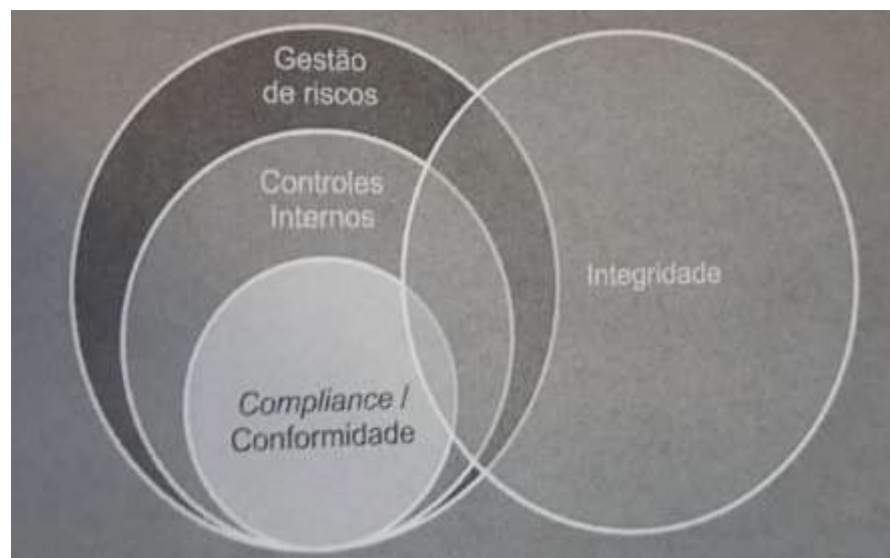 Gestão
de riscos
Controles
Internos
Integridade
Compliance /
Conformidade